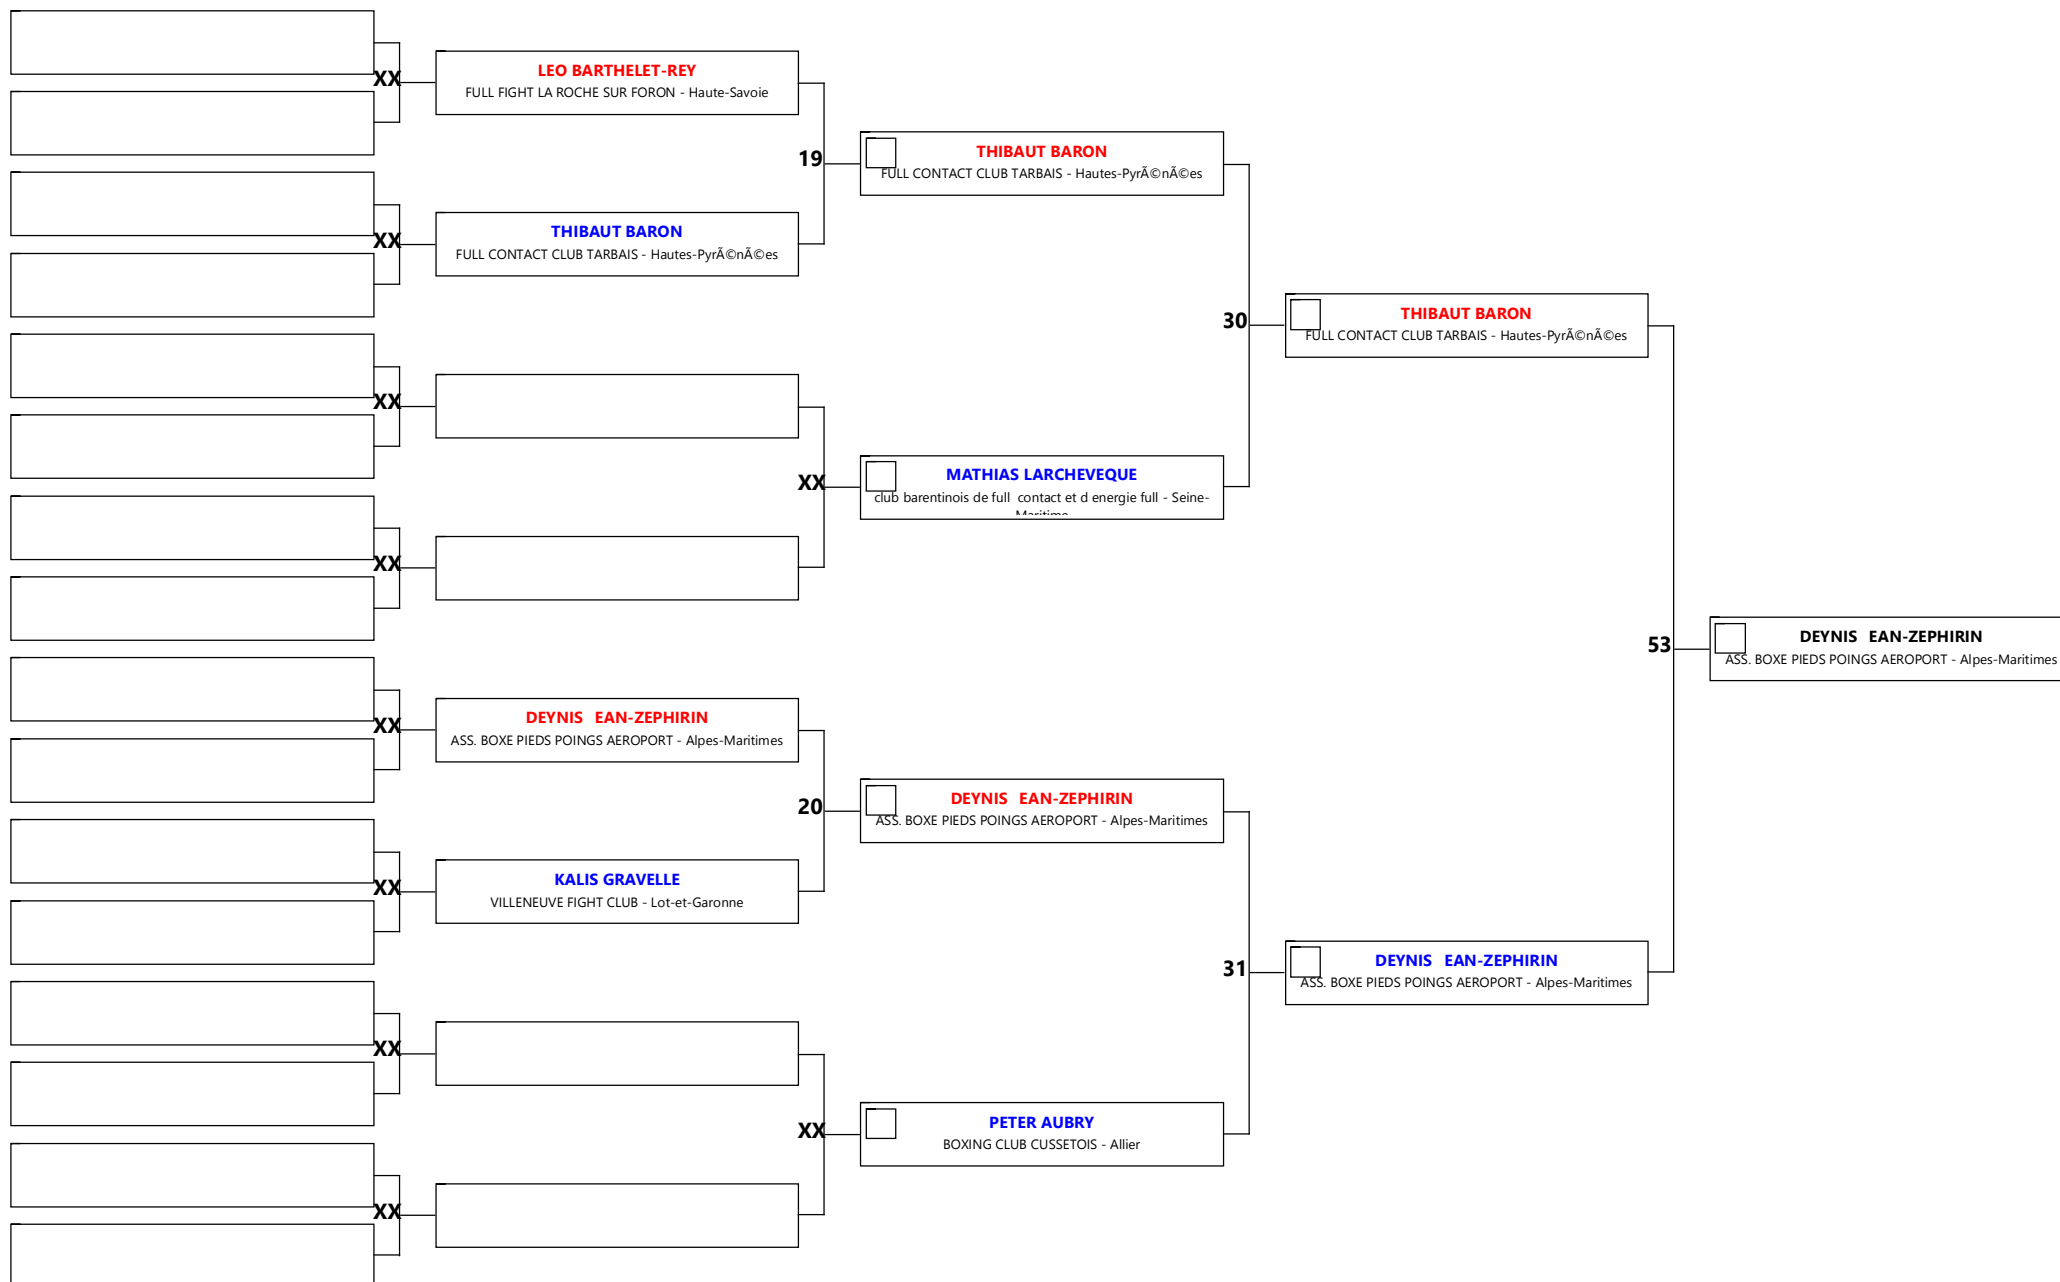 XX
LEO BARTHELET-REY
FULL FIGHT LA ROCHE SUR FORON - Haute-Savoie
19
THIBAUT BARON
FULL CONTACT CLUB TARBAIS - Hautes-PyrÃ©nÃ©es
XX
THIBAUT BARON
FULL CONTACT CLUB TARBAIS - Hautes-PyrÃ©nÃ©es
30
THIBAUT BARON
FULL CONTACT CLUB TARBAIS - Hautes-PyrÃ©nÃ©es
XX
XX
MATHIAS LARCHEVEQUE
club barentinois de full  contact et d energie full - Seine-
Maritime
XX
53
DEYNIS  EAN-ZEPHIRIN
ASS. BOXE PIEDS POINGS AEROPORT - Alpes-Maritimes
XX
DEYNIS  EAN-ZEPHIRIN
ASS. BOXE PIEDS POINGS AEROPORT - Alpes-Maritimes
20
DEYNIS  EAN-ZEPHIRIN
ASS. BOXE PIEDS POINGS AEROPORT - Alpes-Maritimes
XX
KALIS GRAVELLE
VILLENEUVE FIGHT CLUB - Lot-et-Garonne
31
DEYNIS  EAN-ZEPHIRIN
ASS. BOXE PIEDS POINGS AEROPORT - Alpes-Maritimes
XX
XX
PETER AUBRY
BOXING CLUB CUSSETOIS - Allier
XX